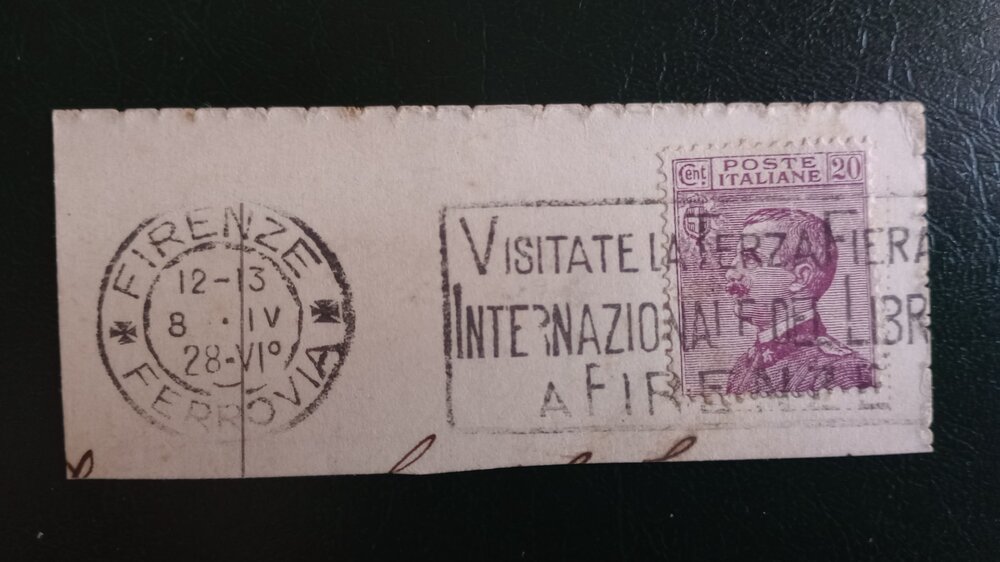 FIRENZE
12-13
8 · IV
28-VI°
FERROVIA
VISITATE LA TERZA FIERA
INTERNAZIONALE DEL LIBR
A FIRENZE
Cent POSTE ITALIANE 20